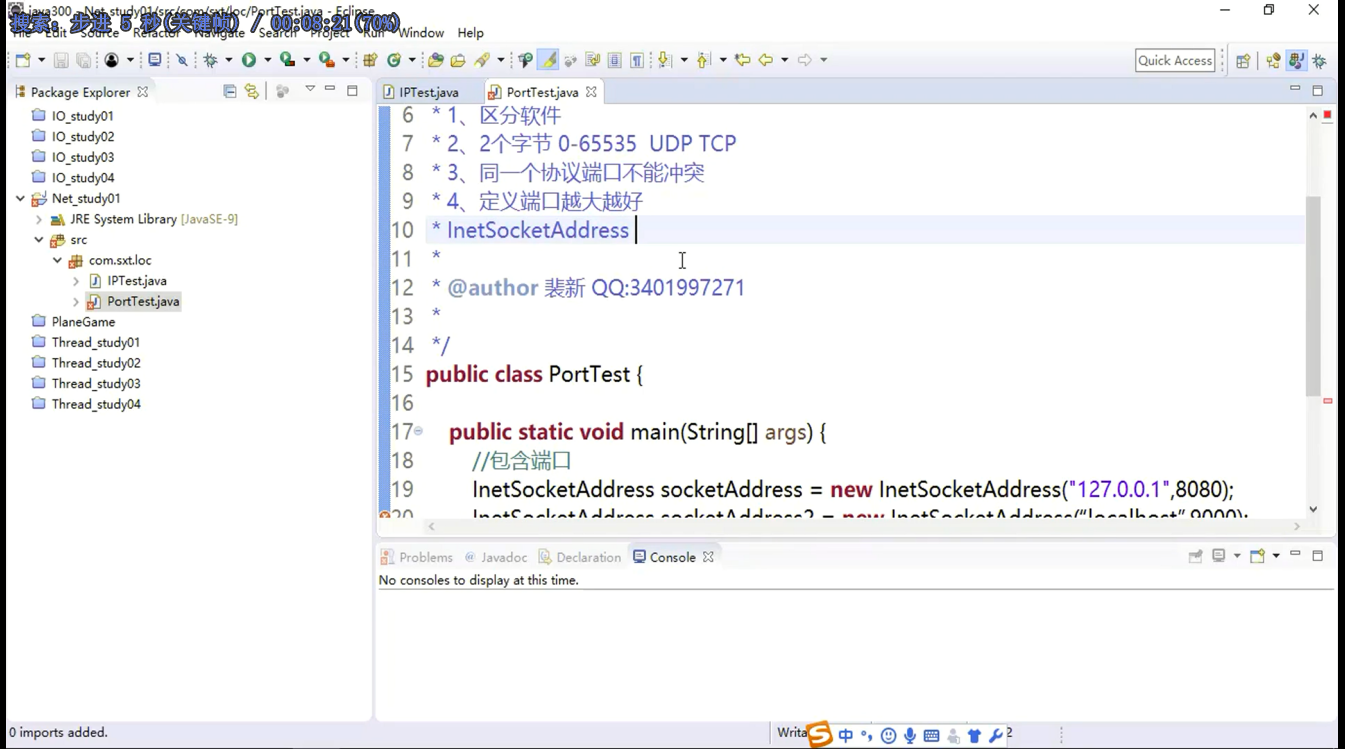 java300 - Net_study01/src/com/sxt/loc/PortTest.java - Eclipse
搜索: 步进 5 秒(关键帧) / 00:08:21(70%)
File Edit Source Refactor Navigate Search Project Run Window Help
Quick Access
Package Explorer
IPTest.java
PortTest.java
IO_study01
IO_study02
IO_study03
IO_study04
Net_study01
JRE System Library [JavaSE-9]
src
com.sxt.loc
IPTest.java
PortTest.java
PlaneGame
Thread_study01
Thread_study02
Thread_study03
Thread_study04
6 * 1、区分软件
7 * 2、2个字节 0-65535 UDP TCP
8 * 3、同一个协议端口不能冲突
9 * 4、定义端口越大越好
10 * InetSocketAddress
11 *
12 * @author 裴新 QQ:3401997271
13 *
14 */
15 public class PortTest {
16
17 public static void main(String[] args) {
18 //包含端口
19 InetSocketAddress socketAddress = new InetSocketAddress("127.0.0.1",8080);
20 InetSocketAddress socketAddress2 = new InetSocketAddress(“localhost”,9000);
Problems @ Javadoc Declaration Console
No consoles to display at this time.
0 imports added.
Writa
中
2